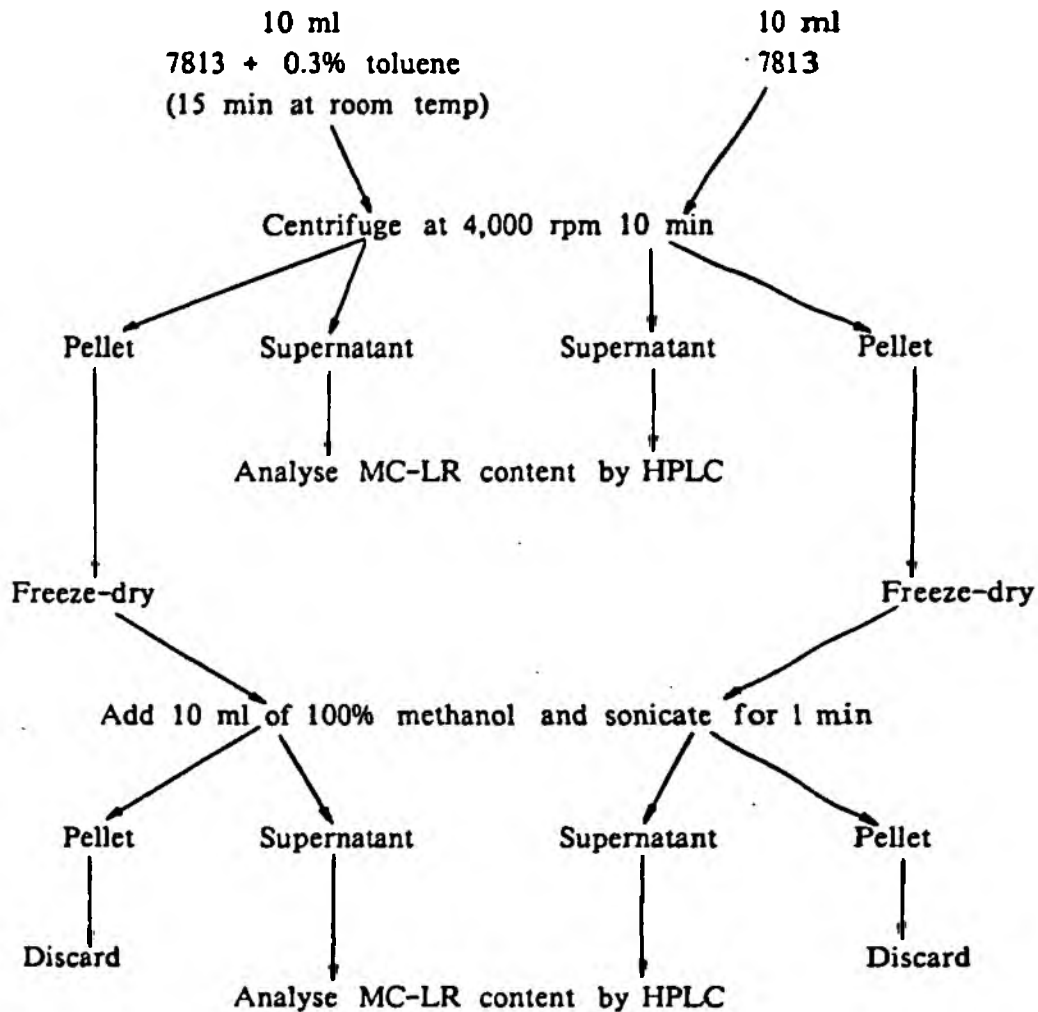 10 ml
7813 + 0.3% toluene
(15 min at room temp)
10 ml
7813
Centrifuge at 4,000 rpm 10 min
Pellet
Supernatant
Supernatant
Pellet
Analyse MC-LR content by HPLC
Freeze-dry
Freeze-dry
Add 10 ml of 100% methanol and sonicate for 1 min
Pellet
Supernatant
Supernatant
Pellet
Discard
Discard
Analyse MC-LR content by HPLC